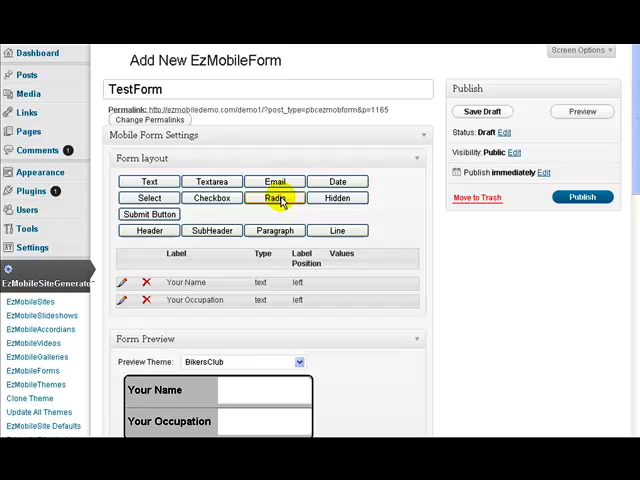 Dashboard
Posts
Media
Links
Pages
Comments 1
Appearance
Plugins 1
Users
Tools
Settings
EzMobileSiteGenerator
EzMobileSites
EzMobileSlideshows
EzMobileAccordians
EzMobileVideos
EzMobileGalleries
EzMobileForms
EzMobileThemes
Clone Theme
Update All Themes
EzMobileSite Defaults
Screen Options
Add New EzMobileForm
TestForm
Permalink: http://ezmobiledemo.com/demo1/?post_type=pbcezmobform&p=1165
Change Permalinks
Mobile Form Settings
Form layout
Text Textarea Email Date
Select Checkbox Radio Hidden
Submit Button
Header SubHeader Paragraph Line
Label Type Label Position Values
Your Name text left
Your Occupation text left
Form Preview
Preview Theme: BikersClub
Your Name
Your Occupation
Publish
Save Draft Preview
Status: Draft Edit
Visibility: Public Edit
Publish immediately Edit
Move to Trash Publish